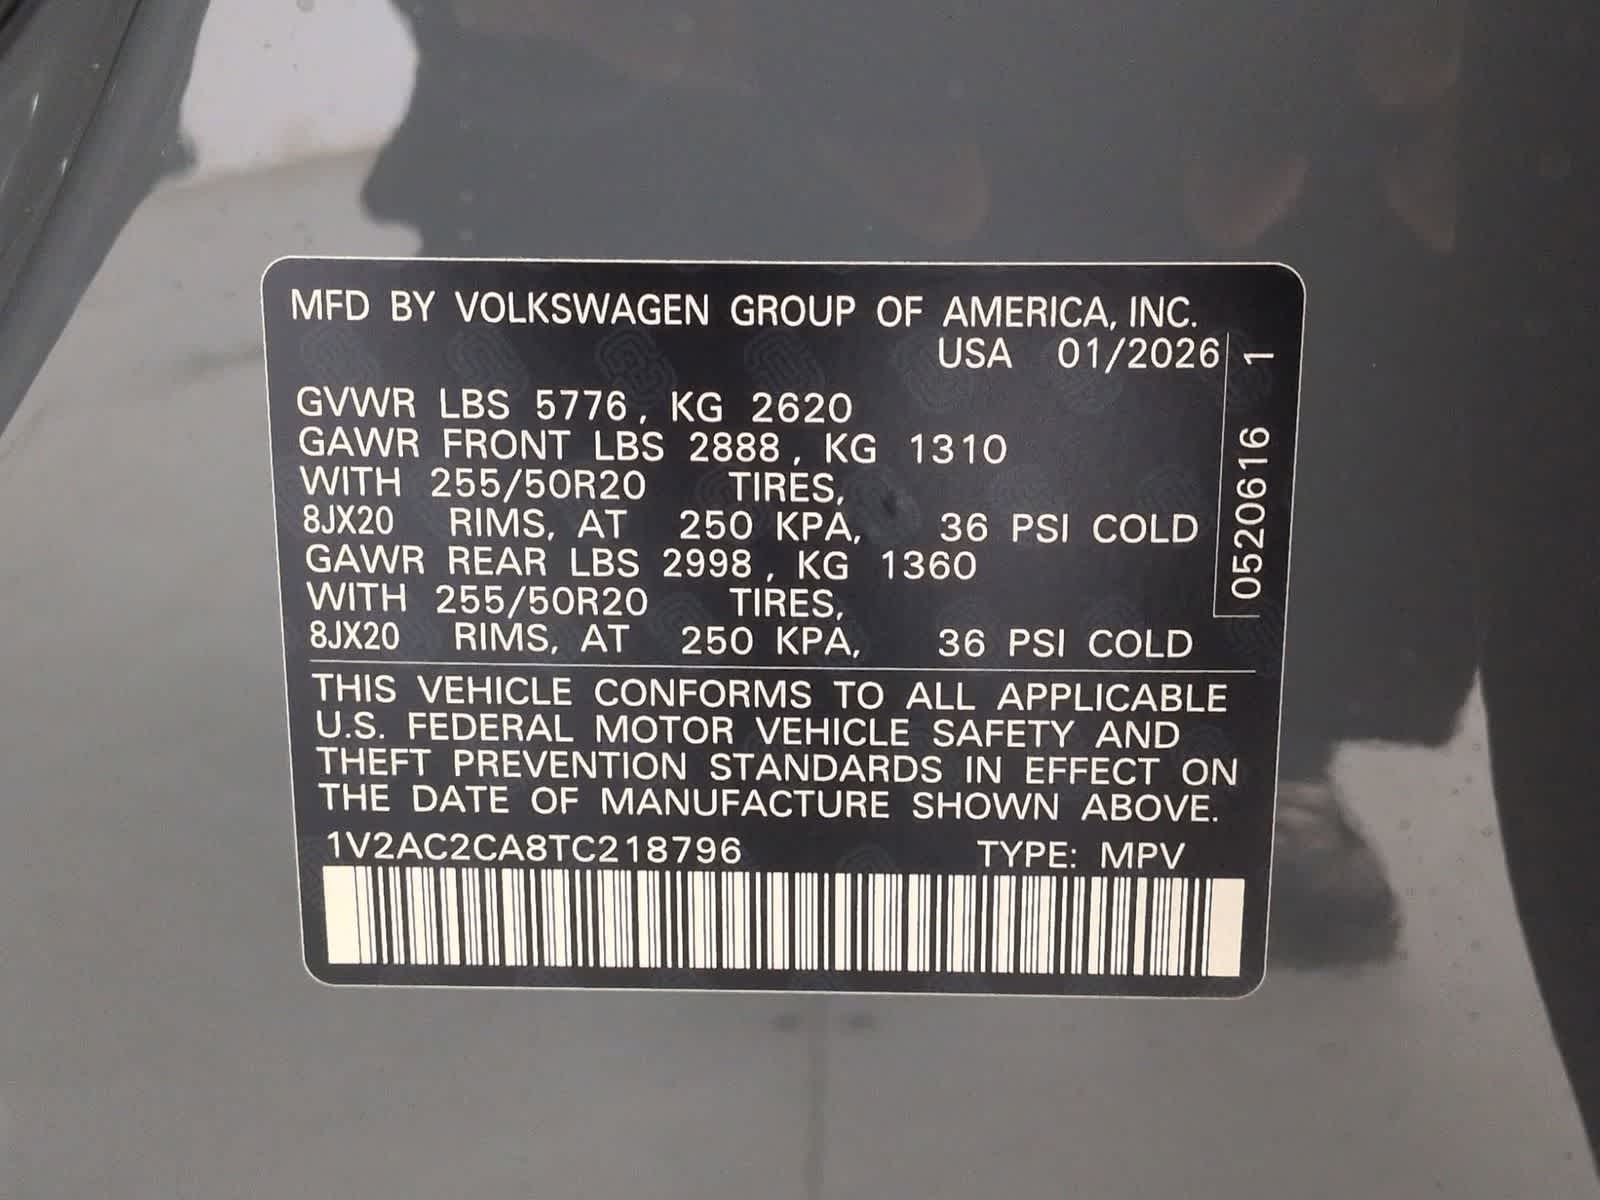 MFD BY VOLKSWAGEN GROUP OF AMERICA, INC.
USA 01/2026
GVWR LBS 5776, KG 2620
GAWR FRONT LBS 2888, KG 1310
WITH 255/50R20 TIRES,
8JX20 RIMS, AT 250 KPA, 36 PSI COLD
GAWR REAR LBS 2998, KG 1360
WITH 255/50R20 TIRES,
8JX20 RIMS, AT 250 KPA, 36 PSI COLD
THIS VEHICLE CONFORMS TO ALL APPLICABLE
U.S. FEDERAL MOTOR VEHICLE SAFETY AND
THEFT PREVENTION STANDARDS IN EFFECT ON
THE DATE OF MANUFACTURE SHOWN ABOVE.
1V2AC2CA8TC218796 TYPE: MPV
05206616 1